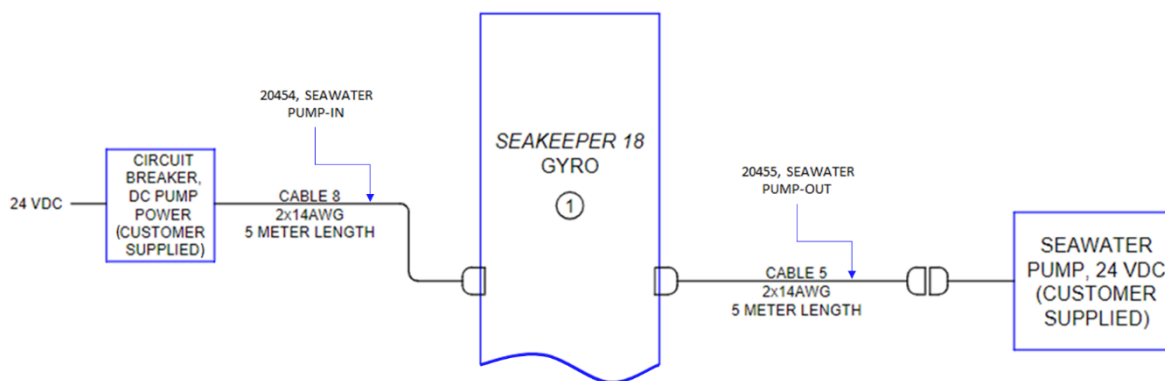 20454, SEAWATER
PUMP-IN
24 VDC
CIRCUIT
BREAKER,
DC PUMP
POWER
(CUSTOMER
SUPPLIED)
CABLE 8
2x14AWG
5 METER LENGTH
SEAKEEPER 18
GYRO
1
20455, SEAWATER
PUMP-OUT
CABLE 5
2x14AWG
5 METER LENGTH
SEAWATER
PUMP, 24 VDC
(CUSTOMER
SUPPLIED)